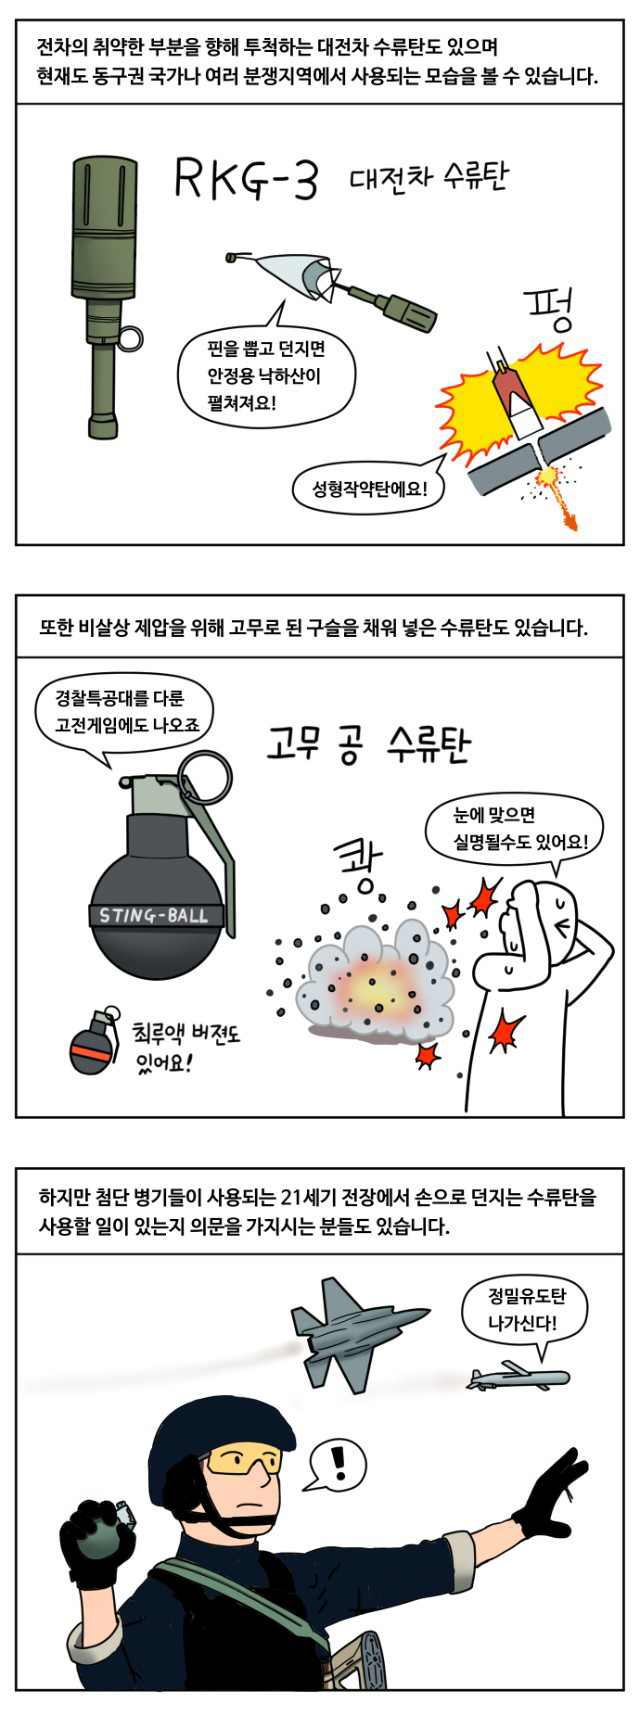 전차의 취약한 부분을 향해 투척하는 대전차 수류탄도 있으며
현재도 동구권 국가나 여러 분쟁지역에서 사용되는 모습을 볼 수 있습니다.
RKG-3 대전차 수류탄
핀을 뽑고 던지면
안정용 낙하산이
펼쳐져요!
펑
성형작약탄에요!
또한 비살상 제압을 위해 고무로 된 구슬을 채워 넣은 수류탄도 있습니다.
경찰특공대를 다룬
고전게임에도 나오죠
고무 공 수류탄
눈에 맞으면
실명될수도 있어요!
쾅
STING-BALL
최루액 버젼도
있어요!
하지만 첨단 병기들이 사용되는 21세기 전장에서 손으로 던지는 수류탄을
사용할 일이 있는지 의문을 가지시는 분들도 있습니다.
정밀유도탄
나가신다!
!